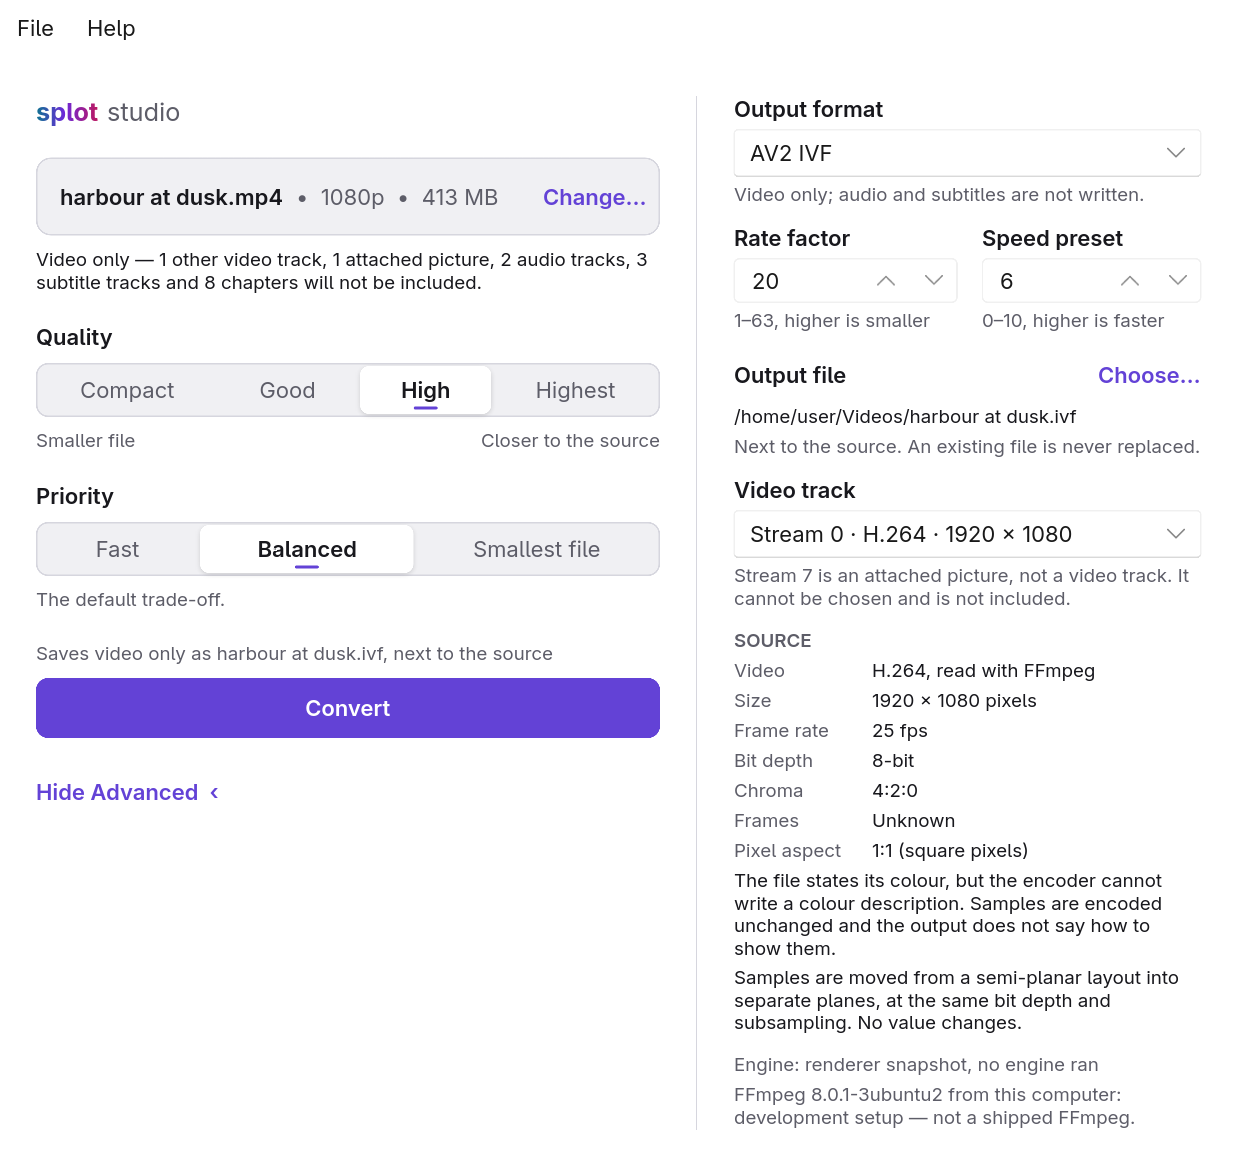 File Help
splot studio
harbour at dusk.mp4 • 1080p • 413 MB Change...
Video only — 1 other video track, 1 attached picture, 2 audio tracks, 3
subtitle tracks and 8 chapters will not be included.
Quality
Compact Good High Highest
Smaller file Closer to the source
Priority
Fast Balanced Smallest file
The default trade-off.
Saves video only as harbour at dusk.ivf, next to the source
Convert
Hide Advanced ‹
Output format
AV2 IVF
Video only; audio and subtitles are not written.
Rate factor Speed preset
20 6
1–63, higher is smaller 0–10, higher is faster
Output file Choose...
/home/user/Videos/harbour at dusk.ivf
Next to the source. An existing file is never replaced.
Video track
Stream 0 · H.264 · 1920 × 1080
Stream 7 is an attached picture, not a video track. It
cannot be chosen and is not included.
SOURCE
Video H.264, read with FFmpeg
Size 1920 × 1080 pixels
Frame rate 25 fps
Bit depth 8-bit
Chroma 4:2:0
Frames Unknown
Pixel aspect 1:1 (square pixels)
The file states its colour, but the encoder cannot
write a colour description. Samples are encoded
unchanged and the output does not say how to
show them.
Samples are moved from a semi-planar layout into
separate planes, at the same bit depth and
subsampling. No value changes.
Engine: renderer snapshot, no engine ran
FFmpeg 8.0.1-3ubuntu2 from this computer:
development setup — not a shipped FFmpeg.